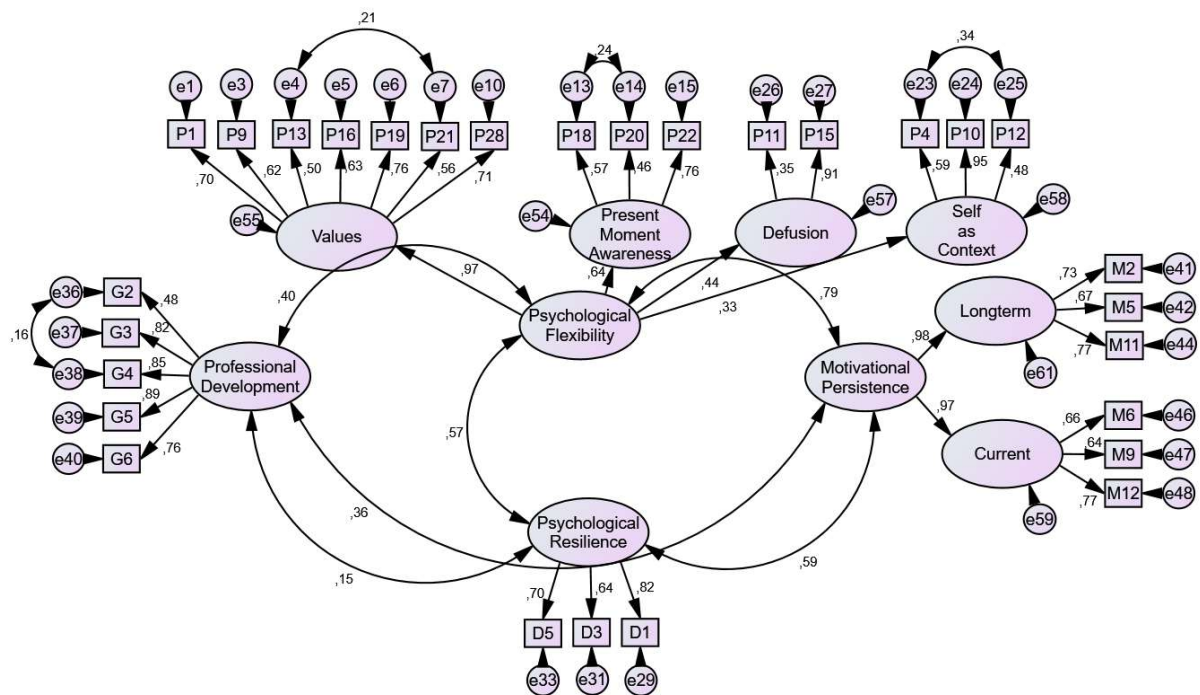 ,21
,24
,34
e1
e3
e4
e5
e6
e7
e10
e13
e14
e15
e26
e27
e23
e24
e25
P1
P9
P13
P16
P19
P21
P28
P18
P20
P22
P11
P15
P4
P10
P12
,70
,62
,50
,63
,76
,56
,71
,57
,46
,76
,35
,91
,59
,95
,48
e55
Values
e54
Present
Moment
Awareness
Defusion
e57
Self
as
Context
e58
,97
,64
,44
,33
,40
,79
Psychological
Flexibility
e36
G2
,48
e37
G3
,82
,16
e38
G4
,85
e39
G5
,89
e40
G6
,76
Professional
Development
Motivational
Persistence
,98
,97
Longterm
e61
,73
M2
e41
,67
M5
e42
,77
M11
e44
Current
e59
,66
M6
e46
,64
M9
e47
,77
M12
e48
,57
,36
,15
,59
Psychological
Resilience
,70
,64
,82
D5
D3
D1
e33
e31
e29